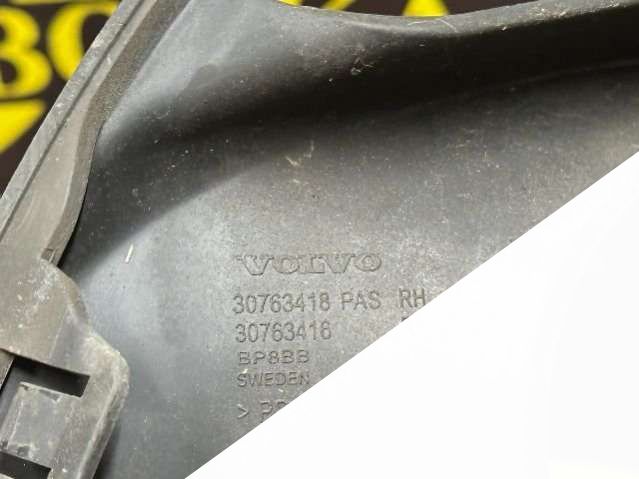 VOLVO
30763418 PAS RH
30763416
BP8BB
SWEDEN